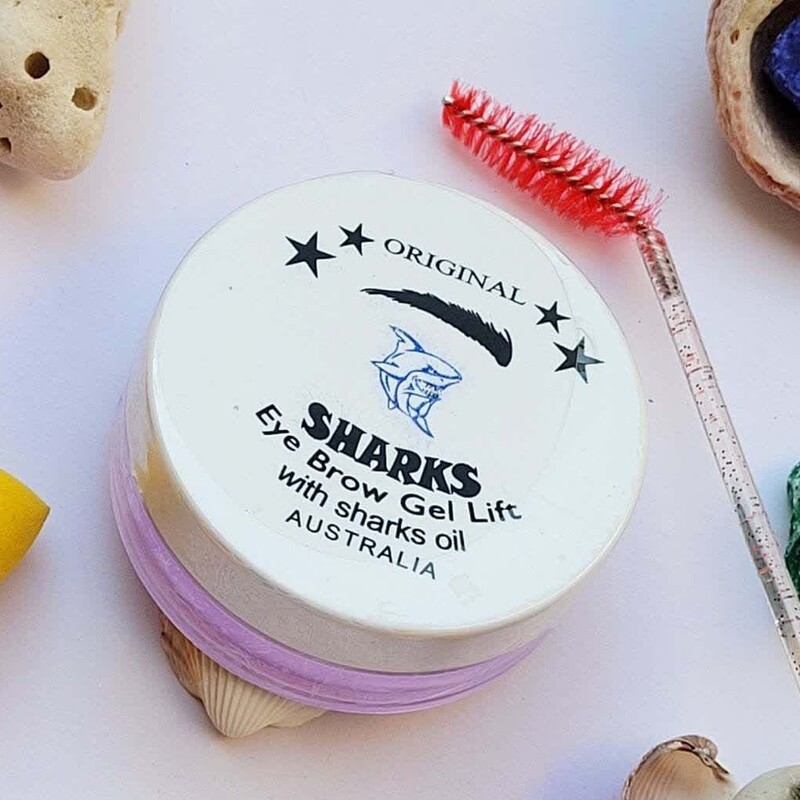 ORIGINAL
SHARKS
Eye Brow Gel Lift
with sharks oil
AUSTRALIA